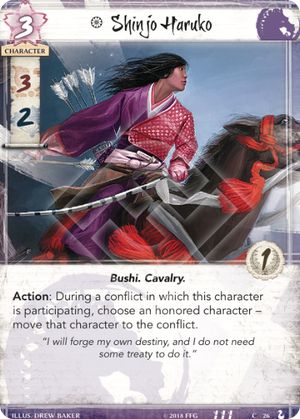 3
Shinjo Haruko
CHARACTER
3
2
1
Bushi. Cavalry.
Action: During a conflict in which this character
is participating, choose an honored character –
move that character to the conflict.
“I will forge my own destiny, and I do not need
some treaty to do it.”
ILLUS. DREW BAKER © 2018 FFG C 26